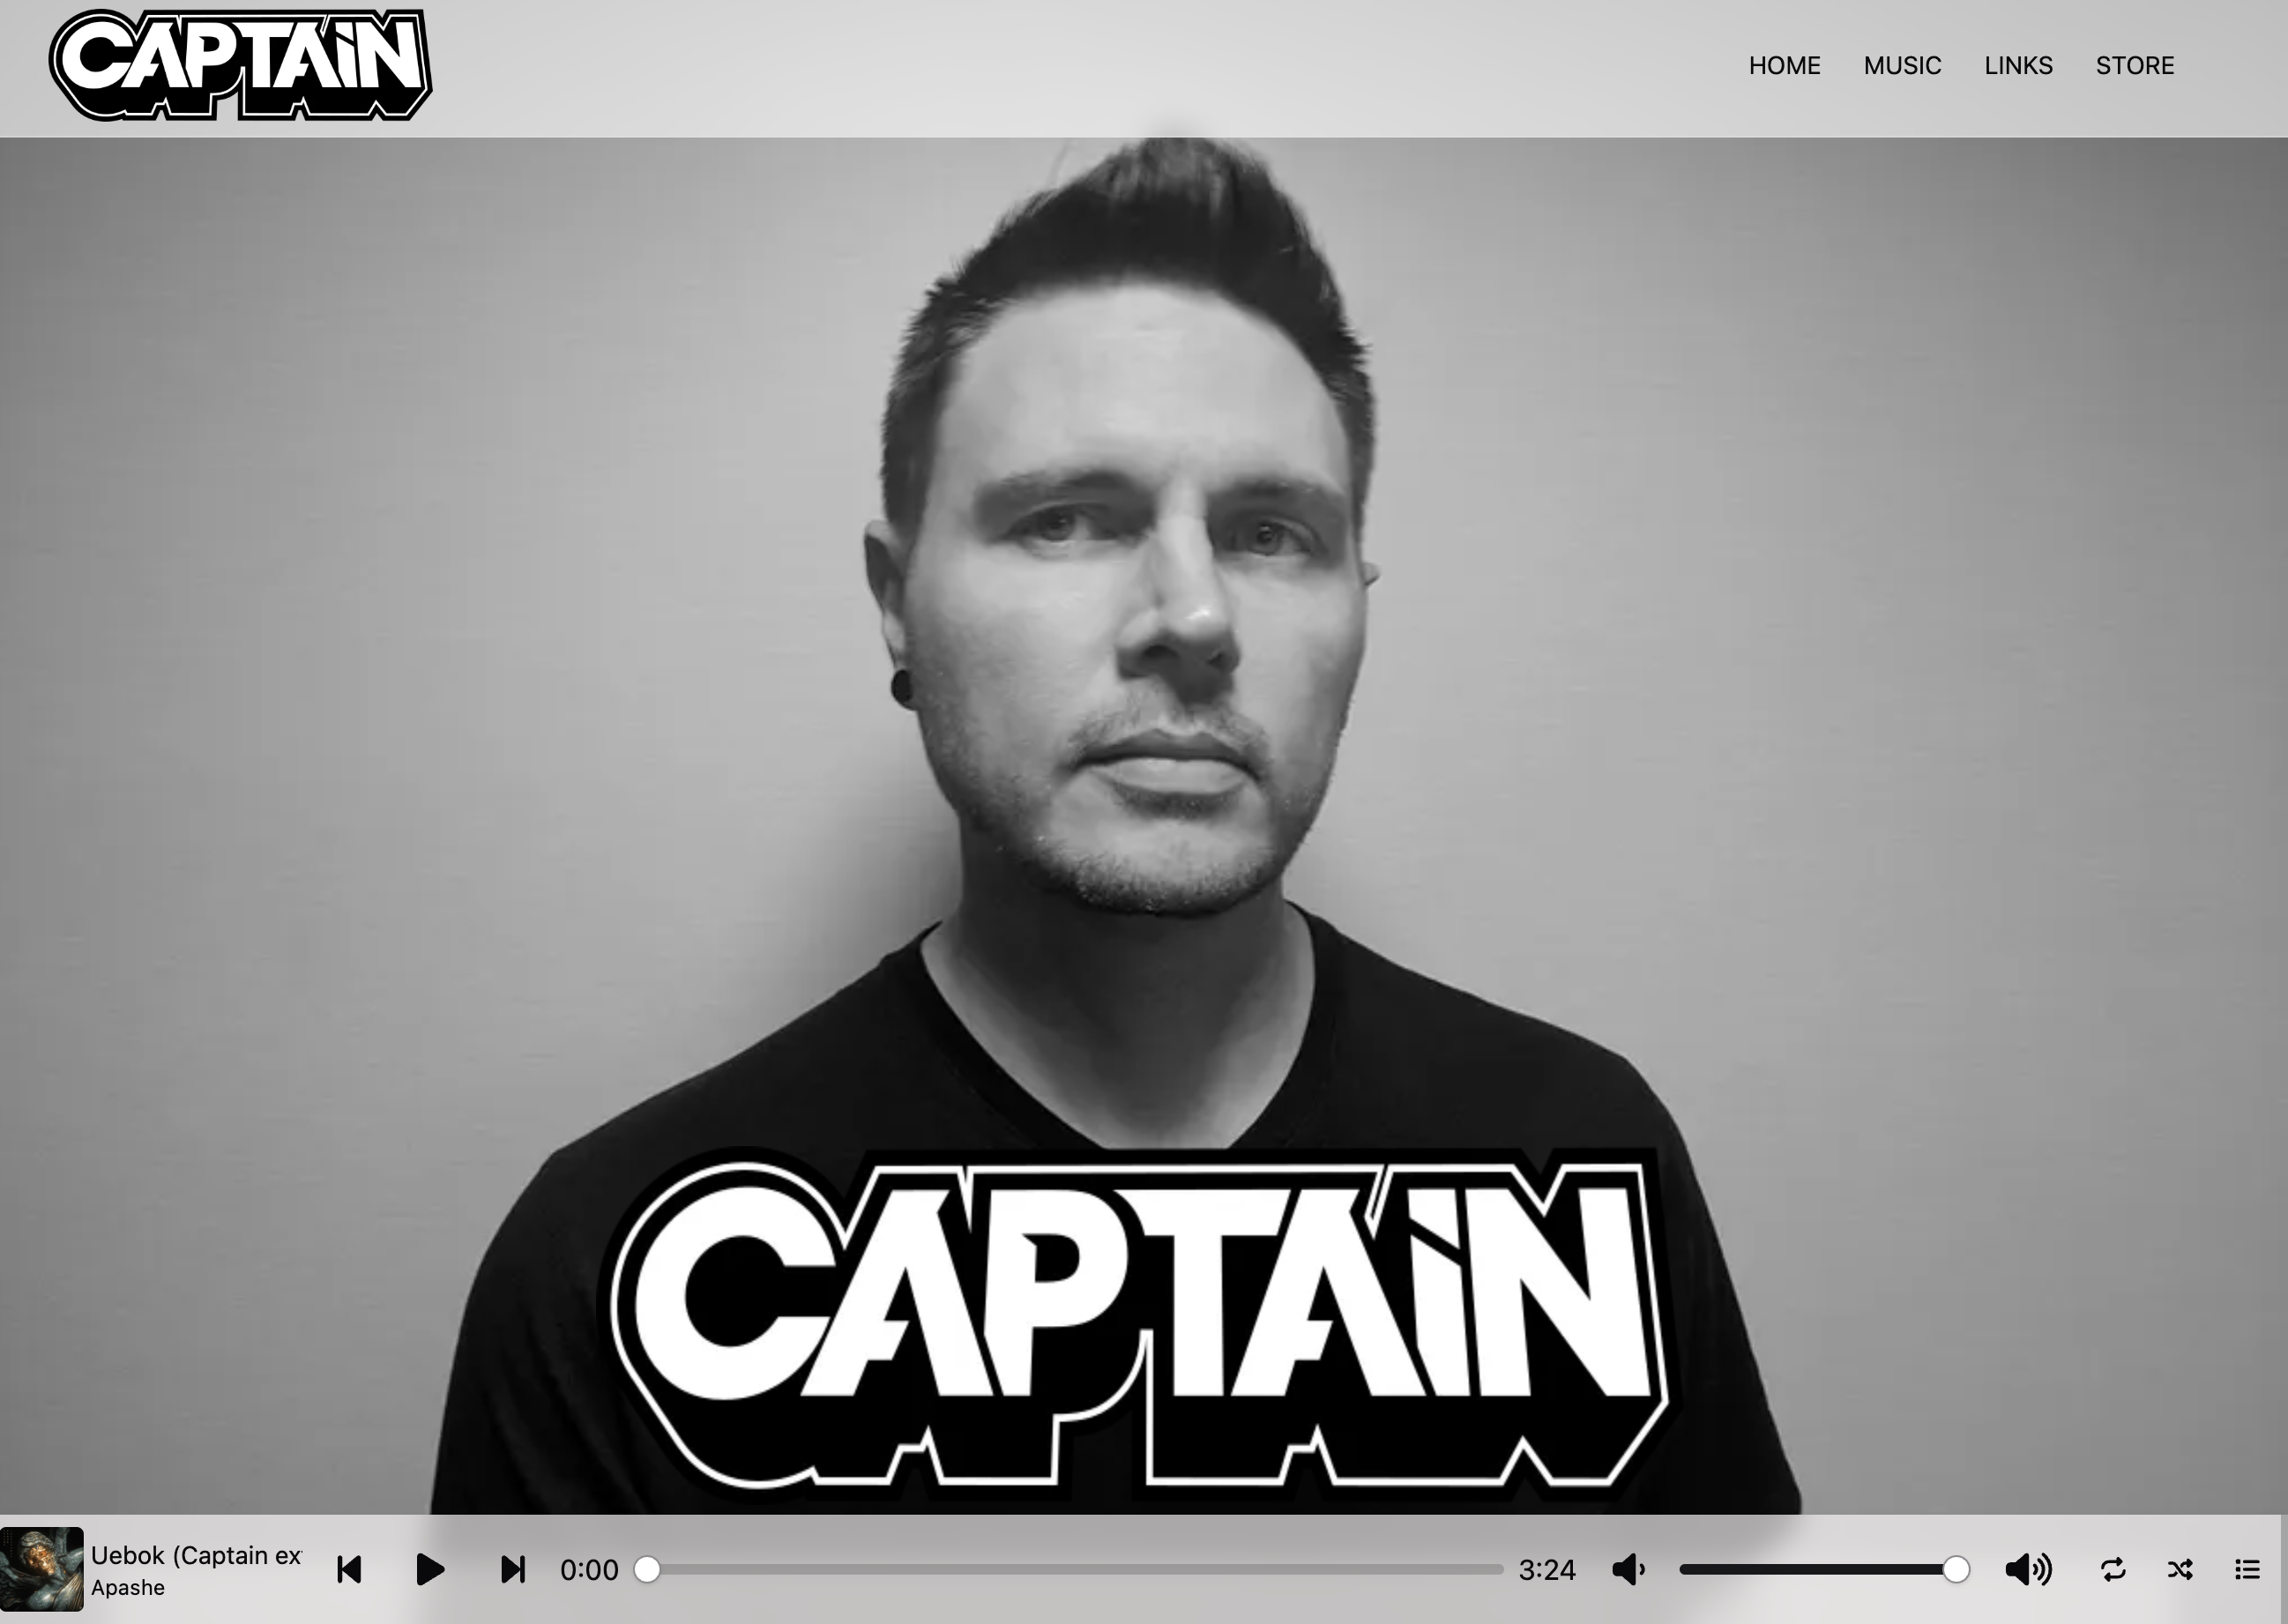 CAPTAiN
HOME MUSIC LINKS STORE
CAPTAiN
Uebok (Captain ex
Apashe
0:00
3:24